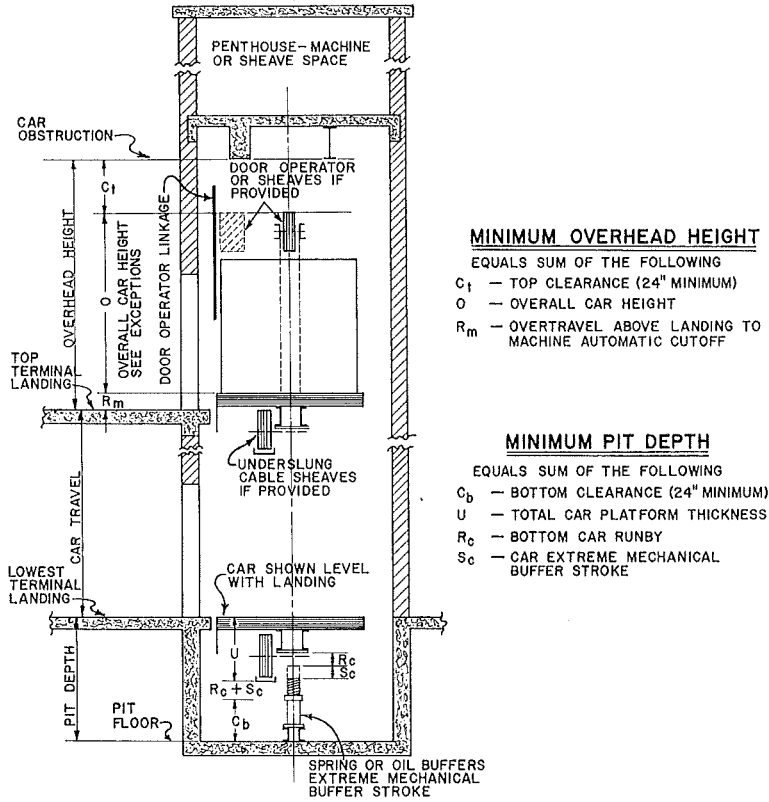 PENTHOUSE-MACHINE
OR SHEAVE SPACE
CAR
OBSTRUCTION
Ct
DOOR OPERATOR
OR SHEAVES IF
PROVIDED
OVERHEAD HEIGHT
O
OVERALL CAR HEIGHT
SEE EXCEPTIONS
DOOR OPERATOR LINKAGE
TOP
TERMINAL
LANDING
Rm
UNDERSLUNG
CABLE SHEAVES
IF PROVIDED
CAR TRAVEL
CAR SHOWN LEVEL
WITH LANDING
LOWEST
TERMINAL
LANDING
U
Rc
Sc
Rc + Sc
Cb
PIT DEPTH
PIT
FLOOR
SPRING OR OIL BUFFERS
EXTREME MECHANICAL
BUFFER STROKE
MINIMUM OVERHEAD HEIGHT
EQUALS SUM OF THE FOLLOWING
Ct — TOP CLEARANCE (24" MINIMUM)
O — OVERALL CAR HEIGHT
Rm — OVERTRAVEL ABOVE LANDING TO
MACHINE AUTOMATIC CUTOFF
MINIMUM PIT DEPTH
EQUALS SUM OF THE FOLLOWING
Cb — BOTTOM CLEARANCE (24" MINIMUM)
U — TOTAL CAR PLATFORM THICKNESS
Rc — BOTTOM CAR RUNBY
Sc — CAR EXTREME MECHANICAL
BUFFER STROKE